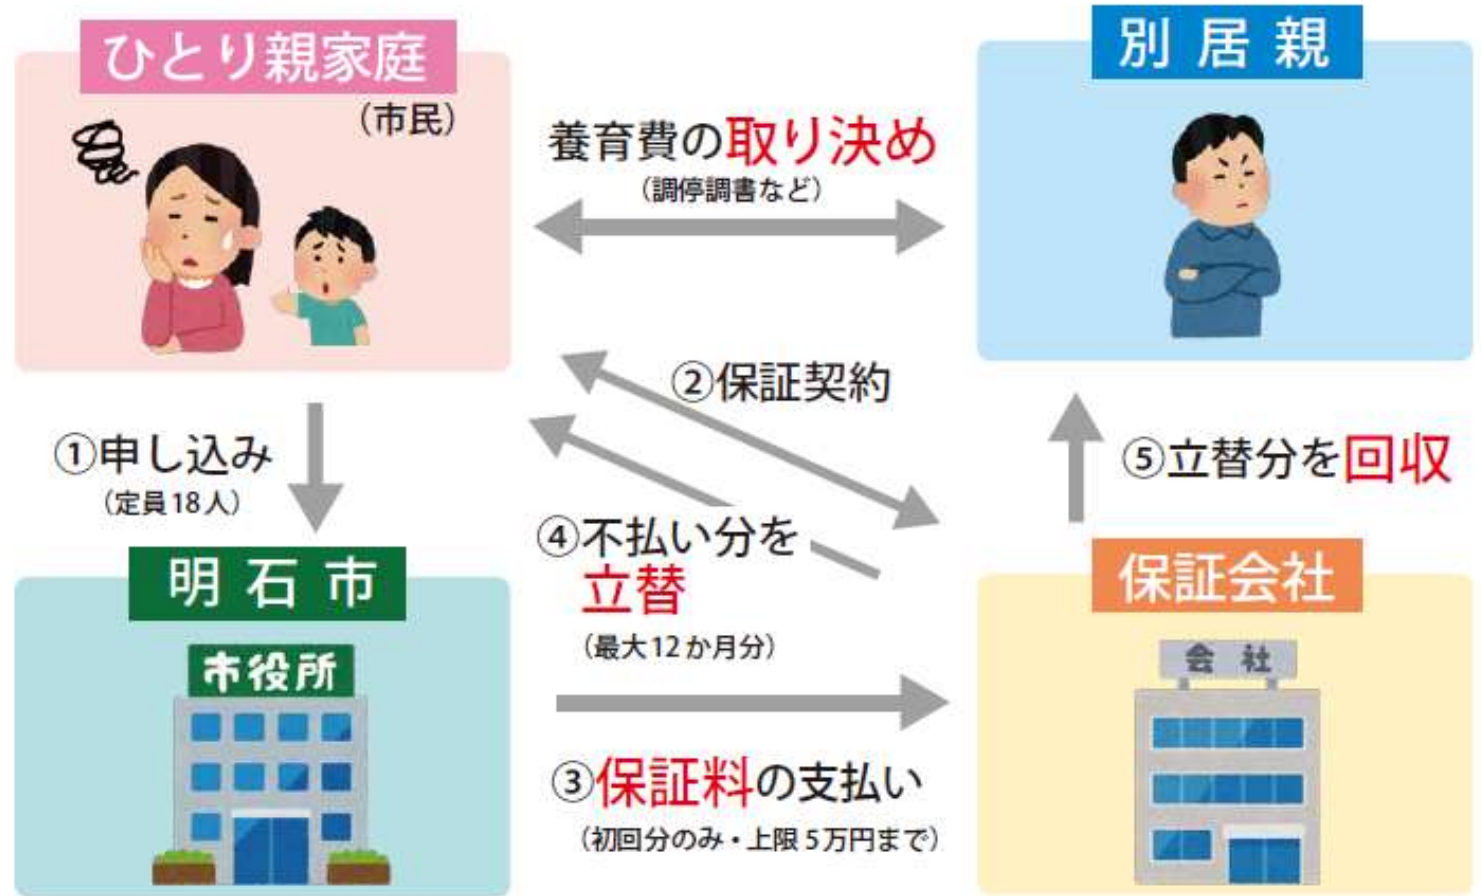 ひとり親家庭
（市民）
別居親
養育費の取り決め
（調停調書など）
②保証契約
①申し込み
（定員18人）
⑤立替分を回収
④不払い分を
立替
（最大12か月分）
明石市
市役所
保証会社
会社
③保証料の支払い
（初回分のみ・上限5万円まで）